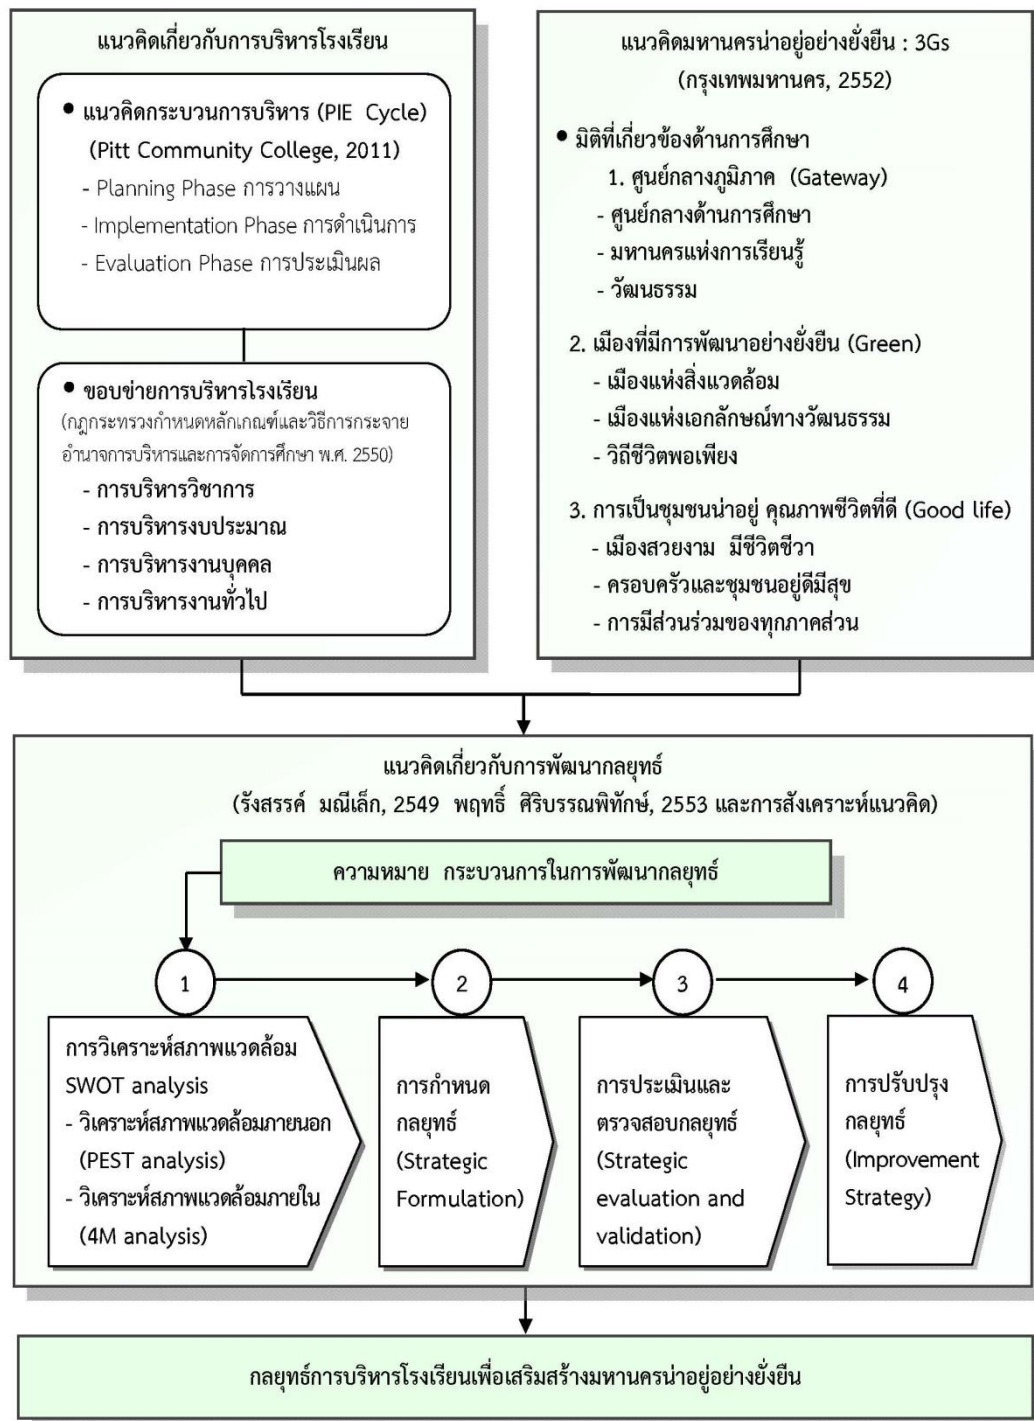 แนวคิดเกี่ยวกับการบริหารโรงเรียน
● แนวคิดกระบวนการบริหาร (PIE Cycle)
(Pitt Community College, 2011)
- Planning Phase การวางแผน
- Implementation Phase การดำเนินการ
- Evaluation Phase การประเมินผล
● ขอบข่ายการบริหารโรงเรียน
(กฎกระทรวงกำหนดหลักเกณฑ์และวิธีการกระจาย
อำนาจการบริหารและการจัดการศึกษา พ.ศ. 2550)
- การบริหารวิชาการ
- การบริหารงบประมาณ
- การบริหารงานบุคคล
- การบริหารงานทั่วไป
แนวคิดมหานครน่าอยู่อย่างยั่งยืน : 3Gs
(กรุงเทพมหานคร, 2552)
● มิติที่เกี่ยวข้องด้านการศึกษา
1. ศูนย์กลางภูมิภาค (Gateway)
- ศูนย์กลางด้านการศึกษา
- มหานครแห่งการเรียนรู้
- วัฒนธรรม
2. เมืองที่มีการพัฒนาอย่างยั่งยืน (Green)
- เมืองแห่งสิ่งแวดล้อม
- เมืองแห่งเอกลักษณ์ทางวัฒนธรรม
- วิถีชีวิตพอเพียง
3. การเป็นชุมชนน่าอยู่ คุณภาพชีวิตที่ดี (Good life)
- เมืองสวยงาม มีชีวิตชีวา
- ครอบครัวและชุมชนอยู่ดีมีสุข
- การมีส่วนร่วมของทุกภาคส่วน
แนวคิดเกี่ยวกับการพัฒนากลยุทธ์
(รังสรรค์ มณีเล็ก, 2549 พฤทธิ์ ศิริบรรณพิทักษ์, 2553 และการสังเคราะห์แนวคิด)
ความหมาย กระบวนการในการพัฒนากลยุทธ์
1
2
3
4
การวิเคราะห์สภาพแวดล้อม
SWOT analysis
- วิเคราะห์สภาพแวดล้อมภายนอก
(PEST analysis)
- วิเคราะห์สภาพแวดล้อมภายใน
(4M analysis)
การกำหนด
กลยุทธ์
(Strategic
Formulation)
การประเมินและ
ตรวจสอบกลยุทธ์
(Strategic
evaluation and
validation)
การปรับปรุง
กลยุทธ์
(Improvement
Strategy)
กลยุทธ์การบริหารโรงเรียนเพื่อเสริมสร้างมหานครน่าอยู่อย่างยั่งยืน